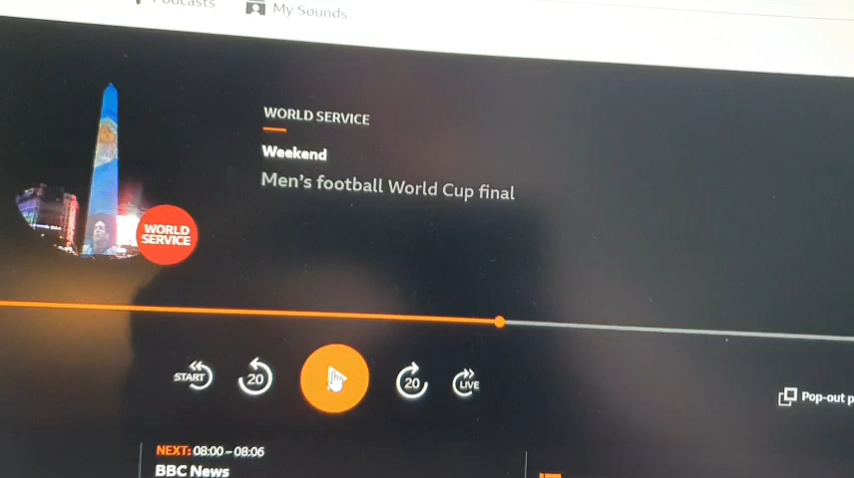 Podcasts
My Sounds
WORLD SERVICE
Weekend
Men's football World Cup final
WORLD
SERVICE
START
20
20
LIVE
Pop-out
NEXT: 08:00 – 08:06
BBC News